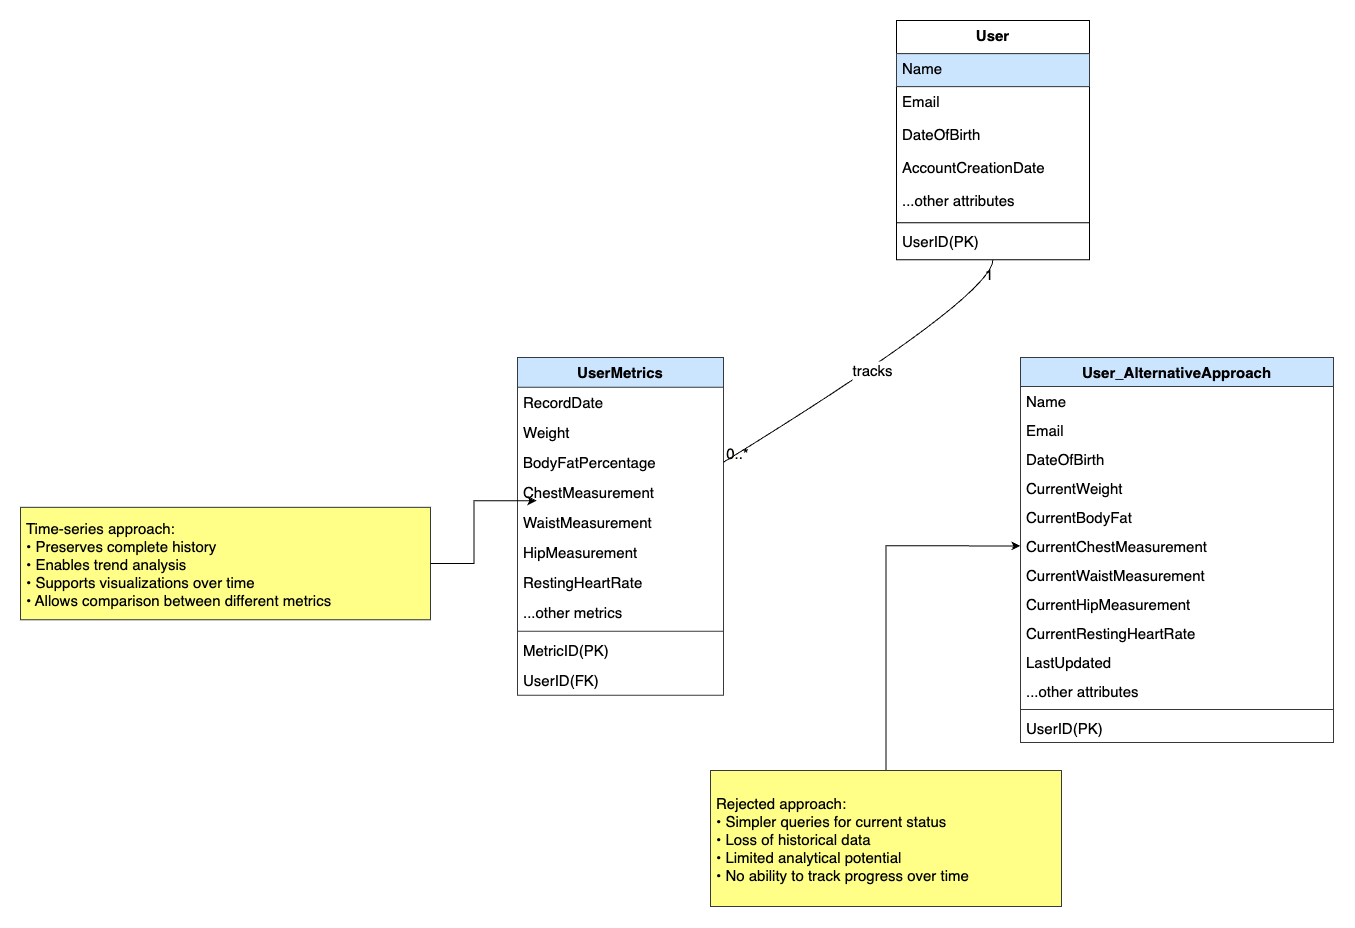 User
Name
Email
DateOfBirth
AccountCreationDate
...other attributes
UserID(PK)
1
tracks
0..*
UserMetrics
RecordDate
Weight
BodyFatPercentage
ChestMeasurement
WaistMeasurement
HipMeasurement
RestingHeartRate
...other metrics
MetricID(PK)
UserID(FK)
User_AlternativeApproach
Name
Email
DateOfBirth
CurrentWeight
CurrentBodyFat
CurrentChestMeasurement
CurrentWaistMeasurement
CurrentHipMeasurement
CurrentRestingHeartRate
LastUpdated
...other attributes
UserID(PK)
Time-series approach:
• Preserves complete history
• Enables trend analysis
• Supports visualizations over time
• Allows comparison between different metrics
Rejected approach:
• Simpler queries for current status
• Loss of historical data
• Limited analytical potential
• No ability to track progress over time